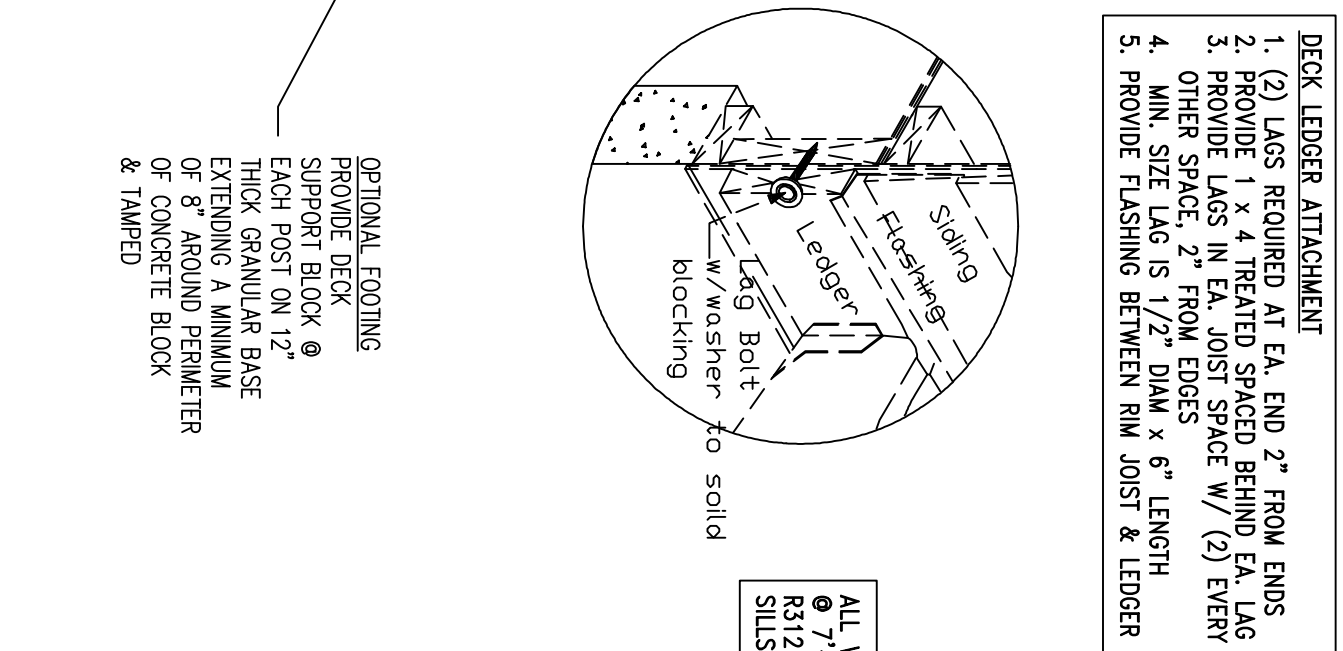 DECK LEDGER ATTACHMENT
1. (2) LAGS REQUIRED AT EA. END 2" FROM ENDS
2. PROVIDE 1 x 4 TREATED SPACED BEHIND EA. LAG
3. PROVIDE LAGS IN EA. JOIST SPACE W/ (2) EVERY
OTHER SPACE, 2" FROM EDGES
4. MIN. SIZE LAG IS 1/2" DIAM x 6" LENGTH
5. PROVIDE FLASHING BETWEEN RIM JOIST & LEDGER
Siding
Flashing
Ledger
Lag Bolt
w/washer to soild
blocking
ALL
@ 7'
R312
SILLS
OPTIONAL FOOTING
PROVIDE DECK
SUPPORT BLOCK @
EACH POST ON 12"
THICK GRANULAR BASE
EXTENDING A MINIMUM
OF 8" AROUND PERIMETER
OF CONCRETE BLOCK
& TAMPED